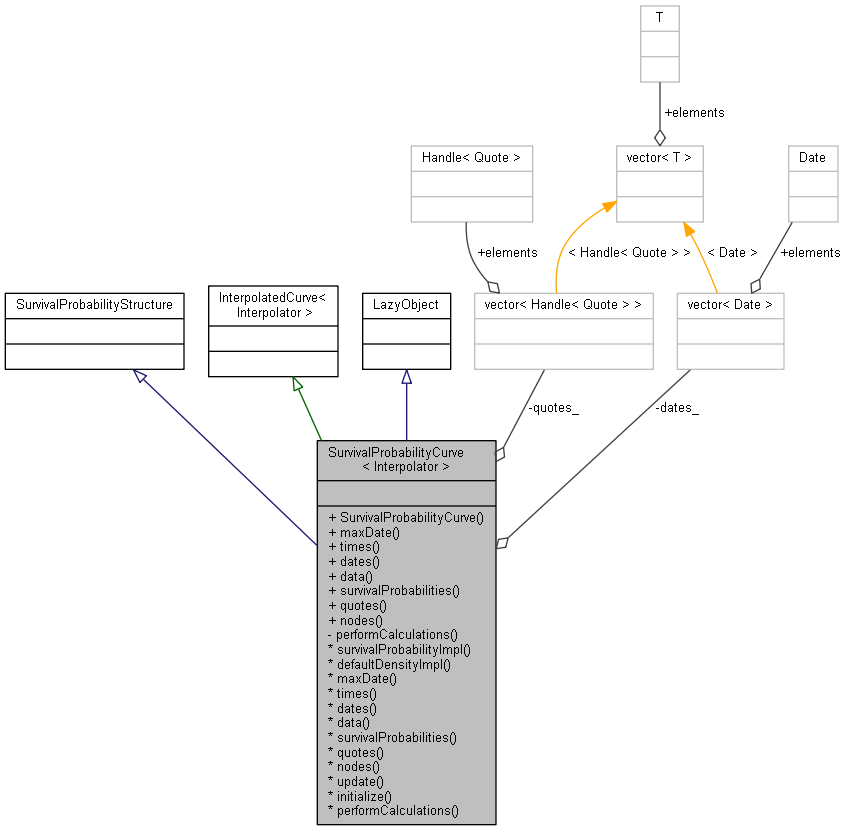 T
+elements
Handle< Quote >
vector< T >
Date
+elements
< Handle< Quote > >
< Date >
+elements
SurvivalProbabilityStructure
InterpolatedCurve<
Interpolator >
LazyObject
vector< Handle< Quote > >
vector< Date >
-quotes_
-dates_
SurvivalProbabilityCurve
< Interpolator >
+ SurvivalProbabilityCurve()
+ maxDate()
+ times()
+ dates()
+ data()
+ survivalProbabilities()
+ quotes()
+ nodes()
- performCalculations()
* survivalProbabilityImpl()
* defaultDensityImpl()
* maxDate()
* times()
* dates()
* data()
* survivalProbabilities()
* quotes()
* nodes()
* update()
* initialize()
* performCalculations()